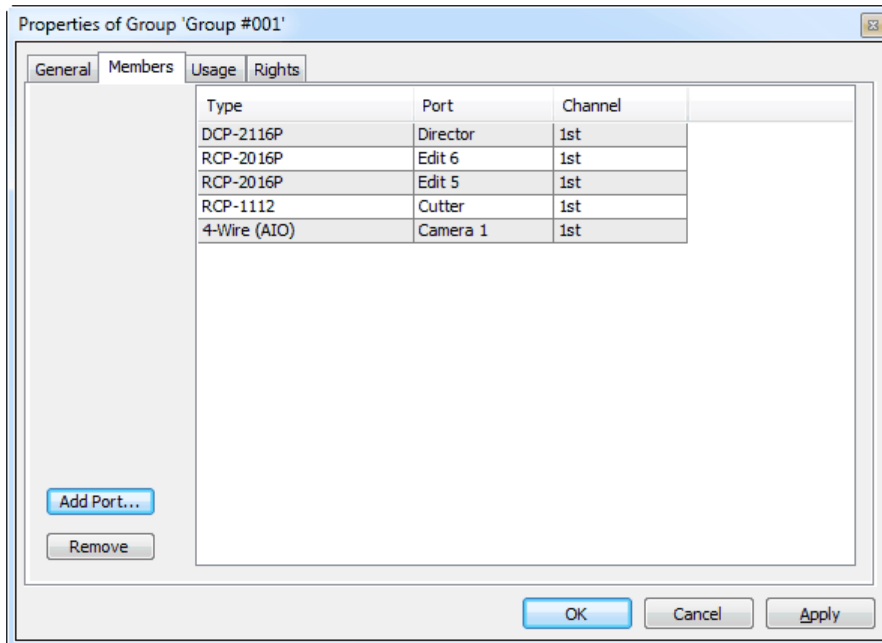 Properties of Group 'Group #001'
General Members Usage Rights
Type Port Channel
DCP-2116P Director 1st
RCP-2016P Edit 6 1st
RCP-2016P Edit 5 1st
RCP-1112 Cutter 1st
4-Wire (AIO) Camera 1 1st
Add Port...
Remove
OK Cancel Apply